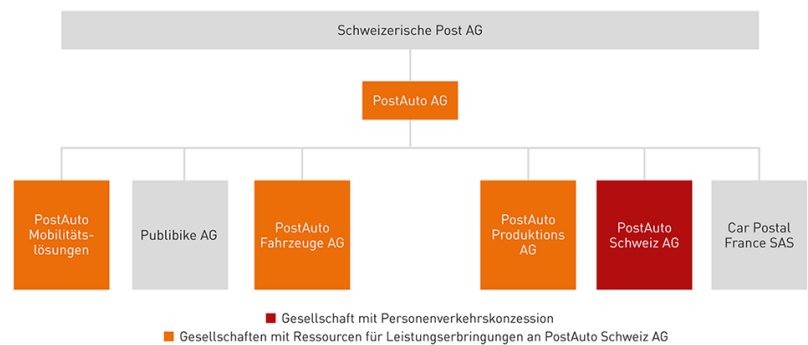 Schweizerische Post AG
PostAuto AG
PostAuto
Mobilitäts-
lösungen
Publibike AG
PostAuto
Fahrzeuge AG
PostAuto
Produktions
AG
PostAuto
Schweiz AG
Car Postal
France SAS
Gesellschaft mit Personenverkehrskonzession
Gesellschaften mit Ressourcen für Leistungserbringungen an PostAuto Schweiz AG